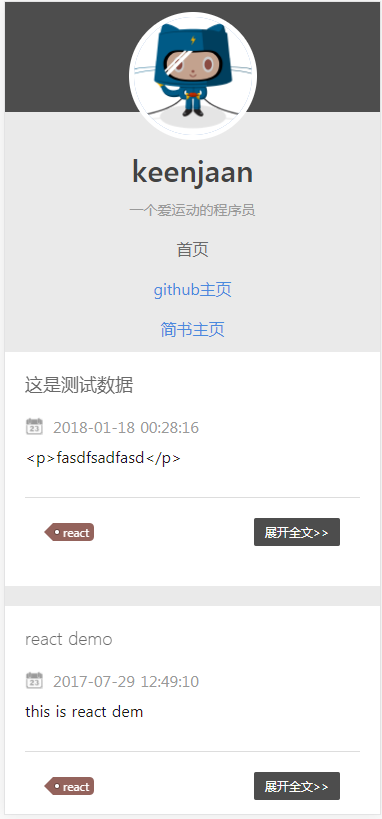 keenjaan
一个爱运动的程序员
首页
github主页
简书主页
这是测试数据
23 2018-01-18 00:28:16
<p>fasdfsadfasd</p>
react 展开全文>>
react demo
23 2017-07-29 12:49:10
this is react dem
react 展开全文>>